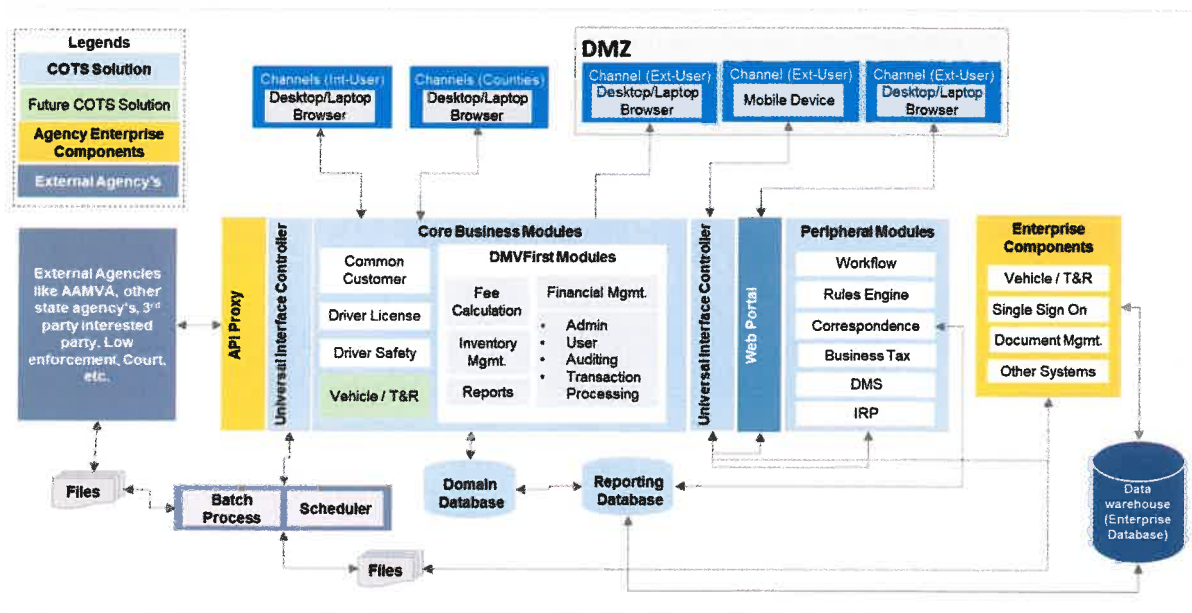 Legends
COTS Solution
Future COTS Solution
Agency Enterprise
Components
External Agency's
DMZ
Channels (Int-User)
Desktop/Laptop
Browser
Channels (Counties)
Desktop/Laptop
Browser
Channel (Ext-User)
Desktop/Laptop
Browser
Channel (Ext-User)
Mobile Device
Channel (Ext-User)
Desktop/Laptop
Browser
External Agencies
like AAMVA, other
state agency's, 3rd
party interested
party. Low
enforcement, Court,
etc.
API Proxy
Universal Interface Controller
Core Business Modules
Common
Customer
Driver License
Driver Safety
Vehicle / T&R
DMVFirst Modules
Fee
Calculation
Inventory
Mgmt.
Reports
Financial Mgmt.
• Admin
• User
• Auditing
• Transaction
Processing
Universal Interface Controller
Web Portal
Peripheral Modules
Workflow
Rules Engine
Correspondence
Business Tax
DMS
IRP
Enterprise
Components
Vehicle / T&R
Single Sign On
Document Mgmt.
Other Systems
Files
Batch
Process
Scheduler
Domain
Database
Reporting
Database
Data
warehouse
(Enterprise
Database)
Files